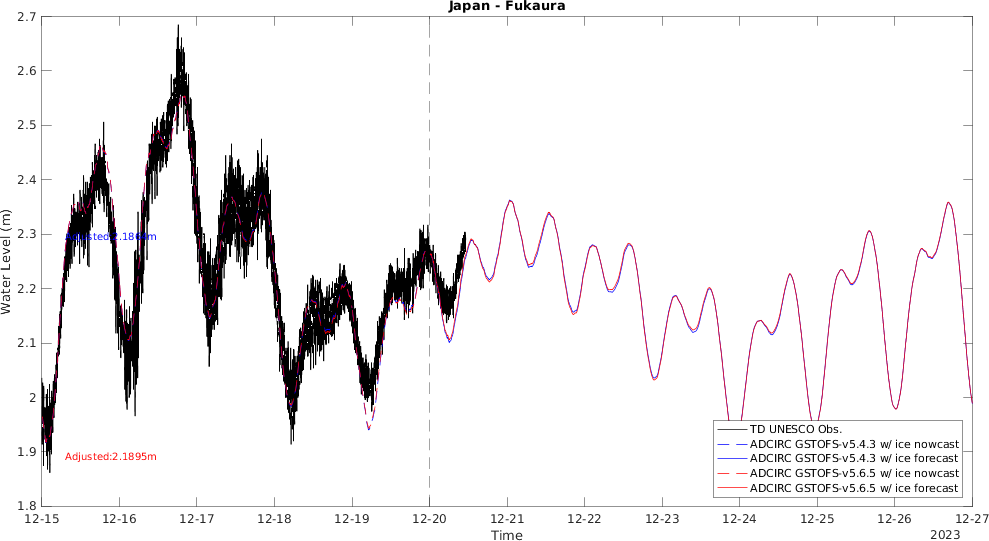 Japan - Fukaura
Water Level (m)
2.7
2.6
2.5
2.4
2.3
2.2
2.1
2
1.9
1.8
Adjusted:2.1895m
12-15
12-16
12-17
12-18
12-19
12-20
12-21
12-22
12-23
12-24
12-25
12-26
12-27
Time
2023
TD UNESCO Obs.
ADCIRC GSTOFS-v5.4.3 w/ ice nowcast
ADCIRC GSTOFS-v5.4.3 w/ ice forecast
ADCIRC GSTOFS-v5.6.5 w/ ice nowcast
ADCIRC GSTOFS-v5.6.5 w/ ice forecast